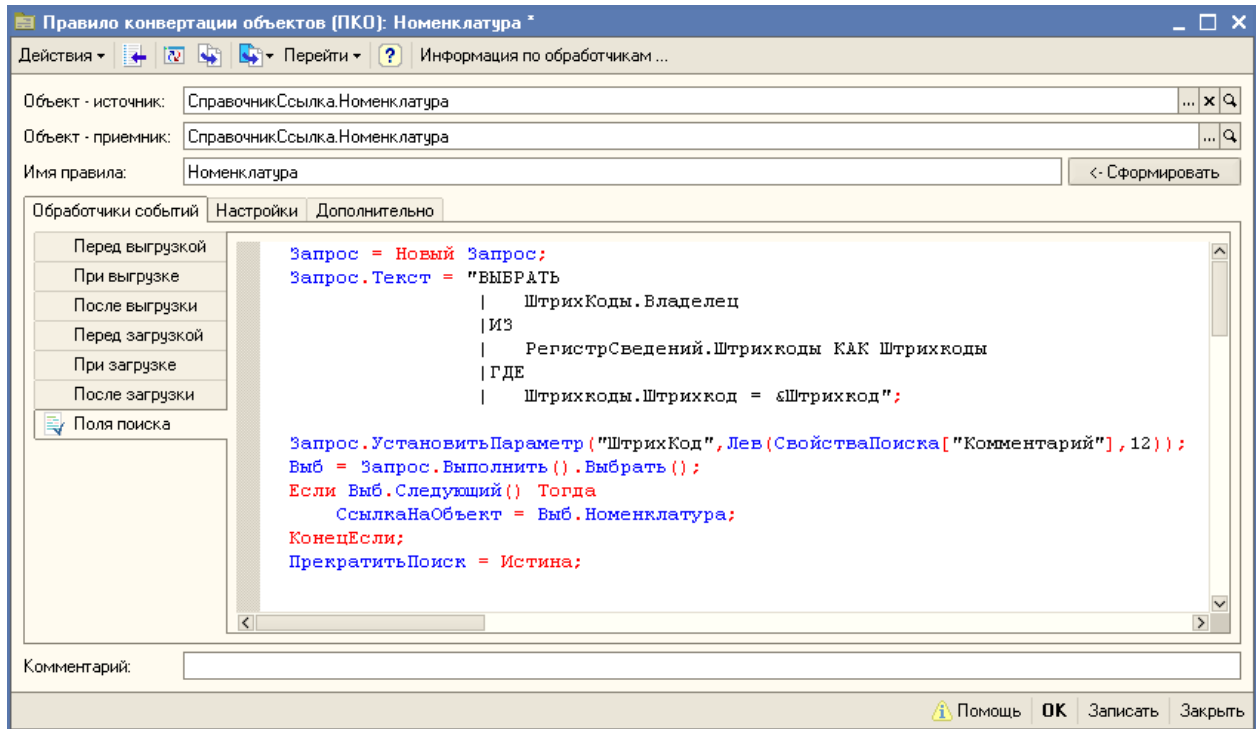 Правило конвертации объектов (ПКО): Номенклатура *
Действия Перейти ? Информация по обработчикам ...
Объект - источник: СправочникСсылка.Номенклатура ... x
Объект - приемник: СправочникСсылка.Номенклатура ...
Имя правила: Номенклатура <- Сформировать
Обработчики событий Настройки Дополнительно
Перед выгрузкой
При выгрузке
После выгрузки
Перед загрузкой
При загрузке
После загрузки
Поля поиска
Запрос = Новый Запрос;
Запрос.Текст = "ВЫБРАТЬ
| ШтрихКоды.Владелец
|ИЗ
| РегистрСведений.Штрихкоды КАК Штрихкоды
|ГДЕ
| Штрихкоды.Штрихкод = &Штрихкод";
Запрос.УстановитьПараметр("ШтрихКод",Лев(СвойстваПоиска["Комментарий"],12));
Выб = Запрос.Выполнить().Выбрать();
Если Выб.Следующий() Тогда
СсылкаНаОбъект = Выб.Номенклатура;
КонецЕсли;
ПрекратитьПоиск = Истина;
Комментарий:
Помощь OK Записать Закрыть